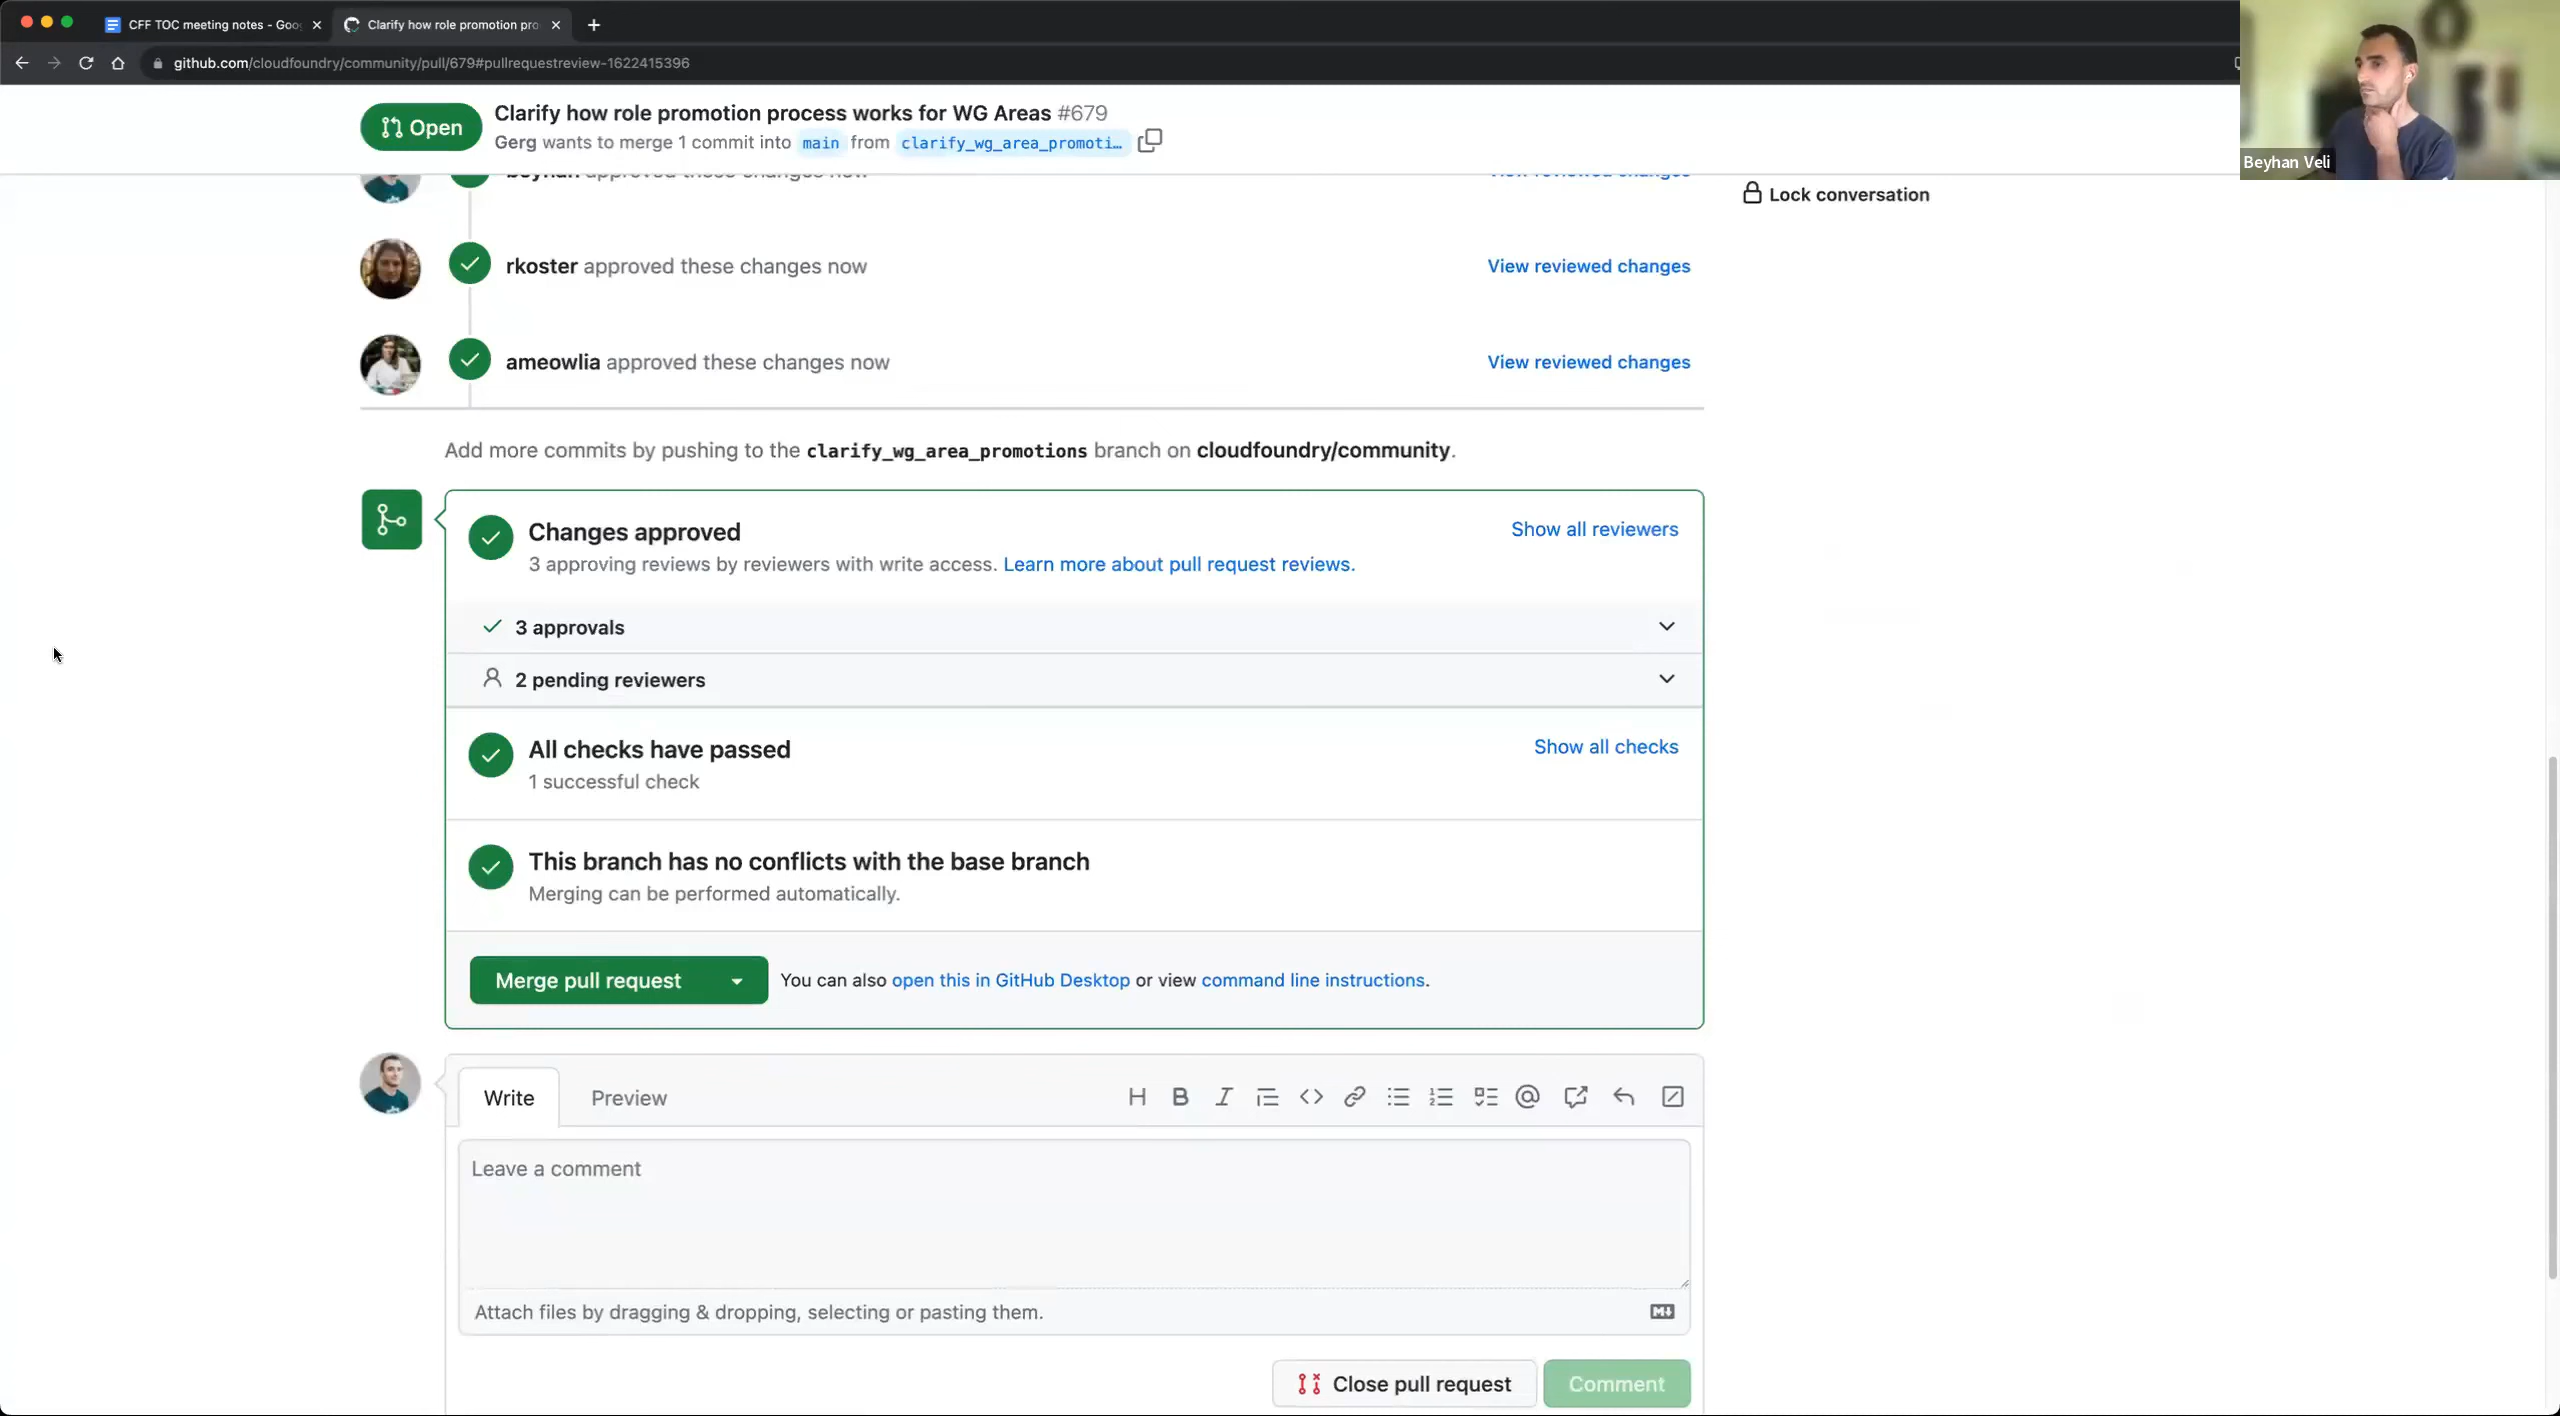 CFF TOC meeting notes - Goo
Clarify how role promotion pro
github.com/cloudfoundry/community/pull/679#pullrequestreview-1622415396
Beyhan Veli
Open
Clarify how role promotion process works for WG Areas #679
Gerg wants to merge 1 commit into main from clarify_wg_area_promoti…
beyhan approved these changes now
View reviewed changes
Lock conversation
rkoster approved these changes now
View reviewed changes
ameowlia approved these changes now
View reviewed changes
Add more commits by pushing to the clarify_wg_area_promotions branch on cloudfoundry/community.
Changes approved
Show all reviewers
3 approving reviews by reviewers with write access. Learn more about pull request reviews.
3 approvals
2 pending reviewers
All checks have passed
Show all checks
1 successful check
This branch has no conflicts with the base branch
Merging can be performed automatically.
Merge pull request
You can also open this in GitHub Desktop or view command line instructions.
Write
Preview
Leave a comment
Attach files by dragging & dropping, selecting or pasting them.
Close pull request
Comment